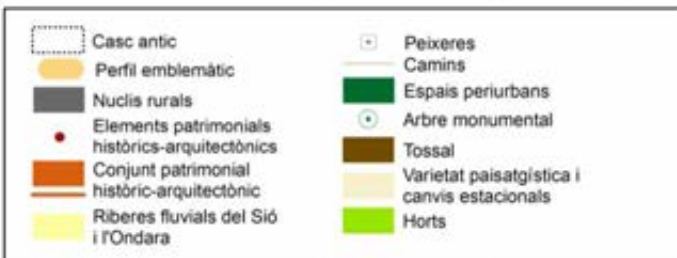 Casc antic
Perfil emblemàtic
Nuclis rurals
Elements patrimonials
històrics-arquitectònics
Conjunt patrimonial
històric-arquitectònic
Riberes fluvials del Sió
i l'Ondara
Peixeres
Camins
Espais periurbans
Arbre monumental
Tossal
Varietat paisatgística i
canvis estacionals
Horts